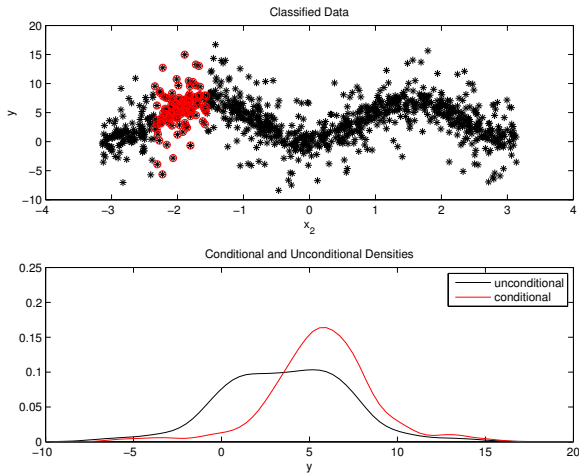 Classified Data
20
15
10
5
0
−5
−10
y
−4 −3 −2 −1 0 1 2 3 4
x2
Conditional and Unconditional Densities
0.25
0.2
0.15
0.1
0.05
0
unconditional
conditional
−10 −5 0 5 10 15 20
y